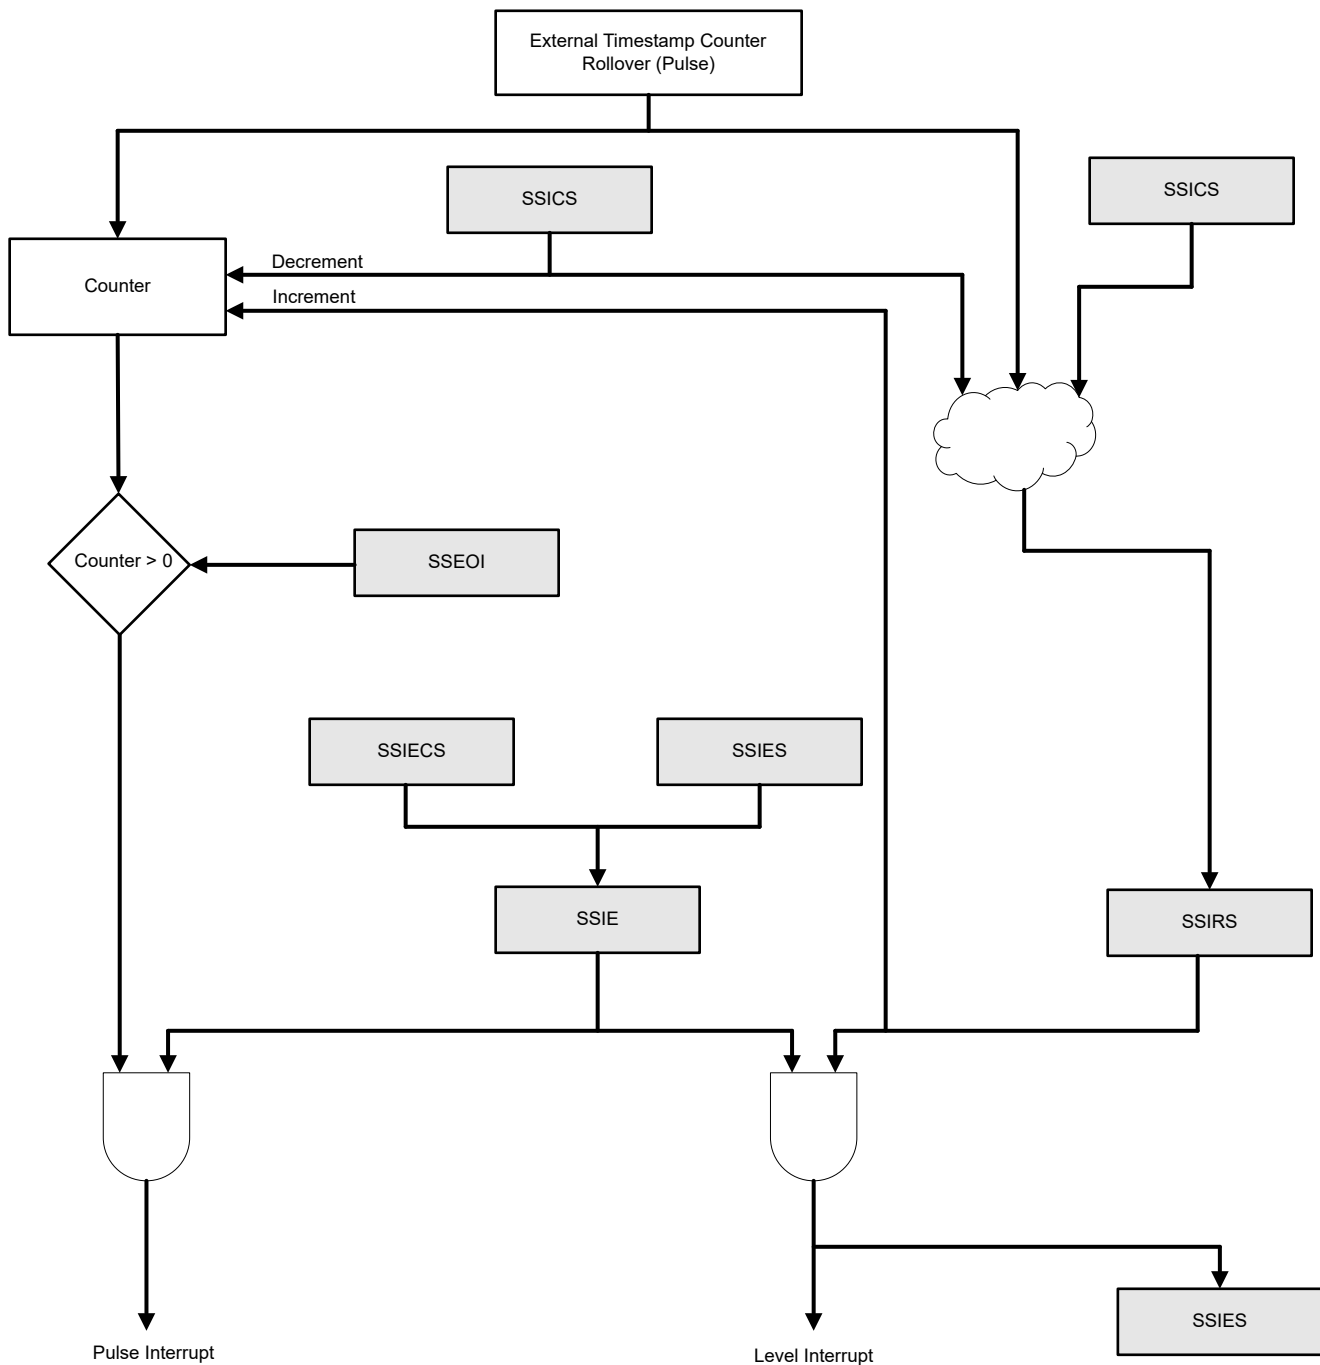 External Timestamp Counter
Rollover (Pulse)
SSICS
SSICS
Decrement
Counter
Increment
Counter > 0
SSEOI
SSIECS
SSIES
SSIE
SSIRS
SSIES
Pulse Interrupt
Level Interrupt